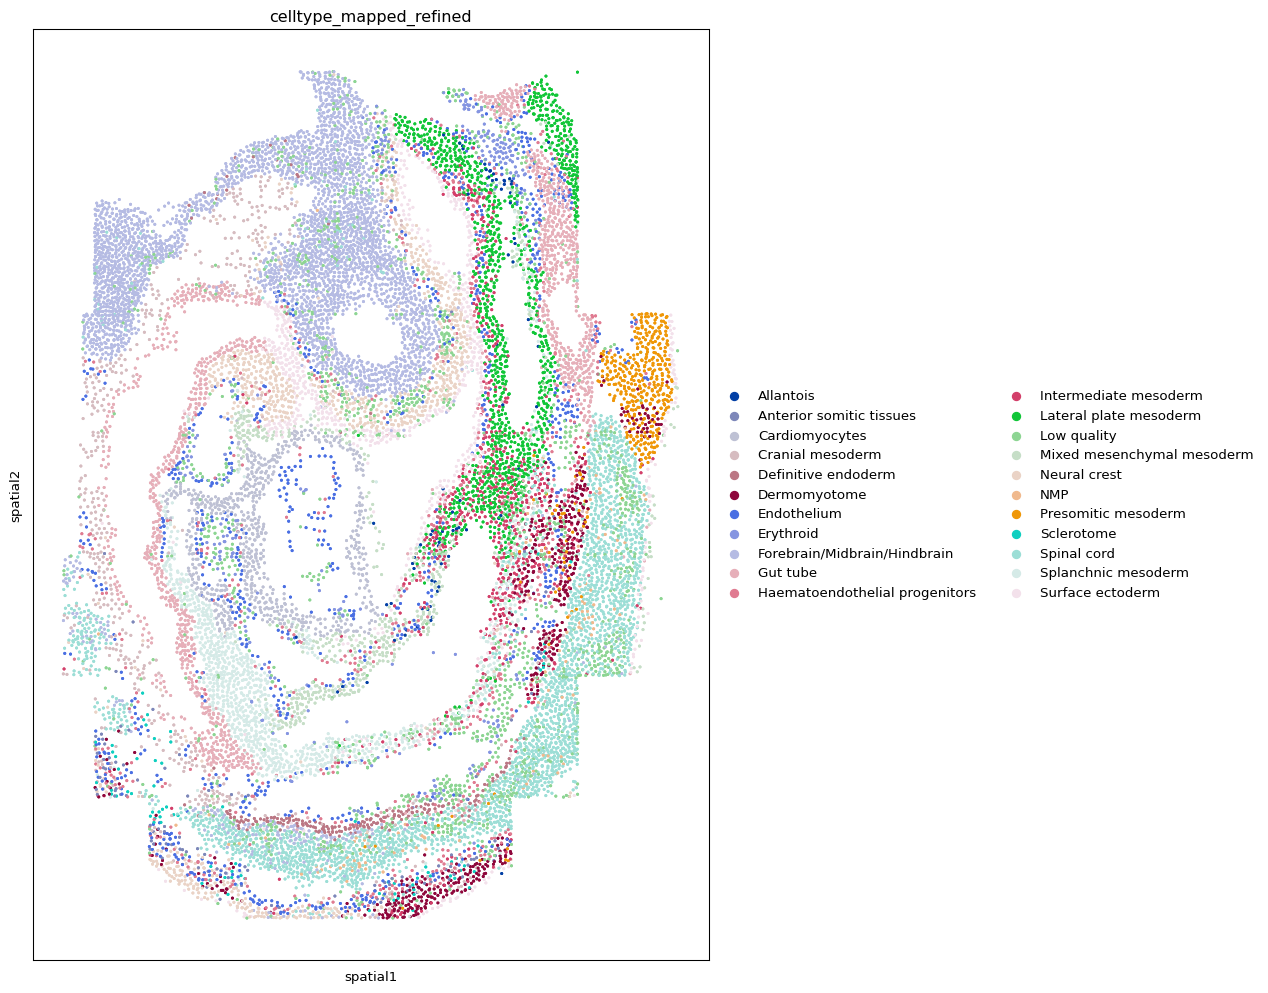 celltype_mapped_refined
spatial2
spatial1
Allantois
Anterior somitic tissues
Cardiomyocytes
Cranial mesoderm
Definitive endoderm
Dermomyotome
Endothelium
Erythroid
Forebrain/Midbrain/Hindbrain
Gut tube
Haematoendothelial progenitors
Intermediate mesoderm
Lateral plate mesoderm
Low quality
Mixed mesenchymal mesoderm
Neural crest
NMP
Presomitic mesoderm
Sclerotome
Spinal cord
Splanchnic mesoderm
Surface ectoderm